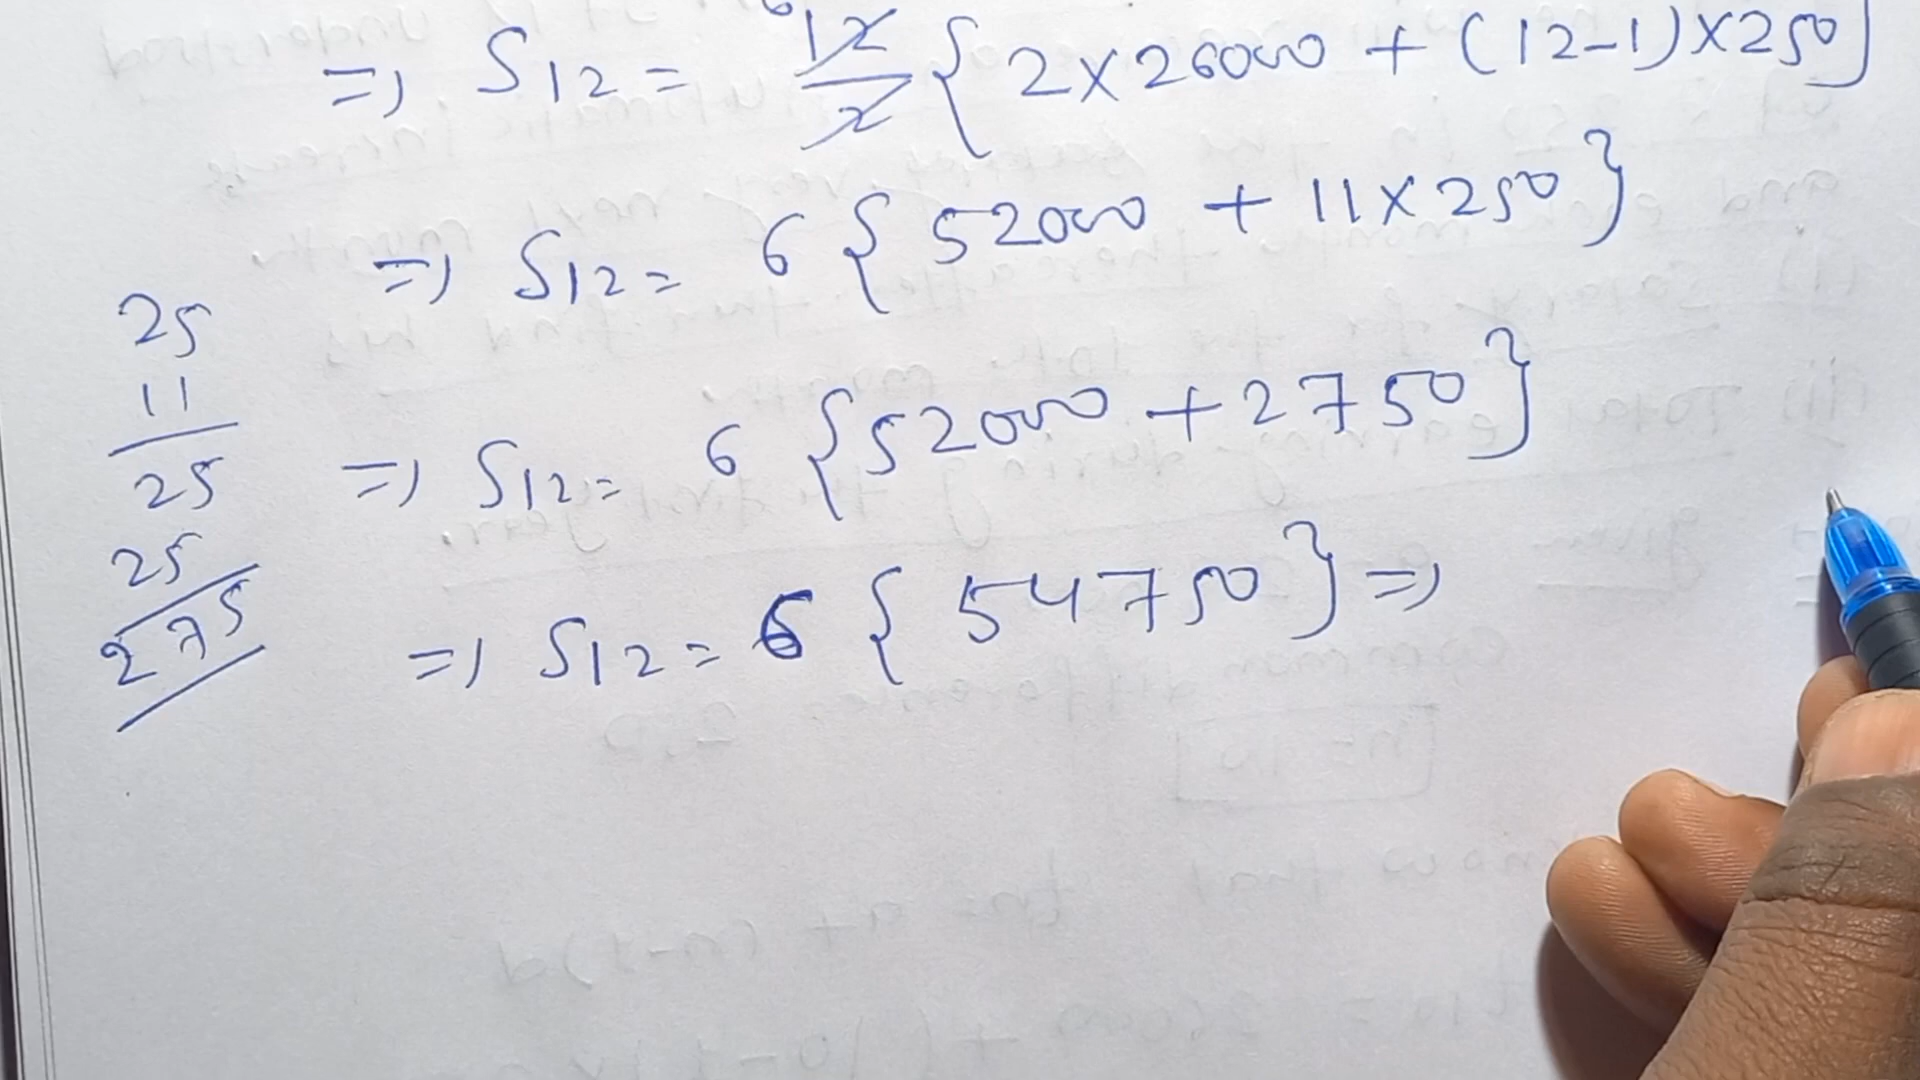 => S12 = 12/2 {2×26000 + (12-1)×250}
=> S12 = 6 {52000 + 11×250}
=> S12 = 6 {52000 + 2750}
=> S12 = 6 {54750} =>
25
11
25
25
275